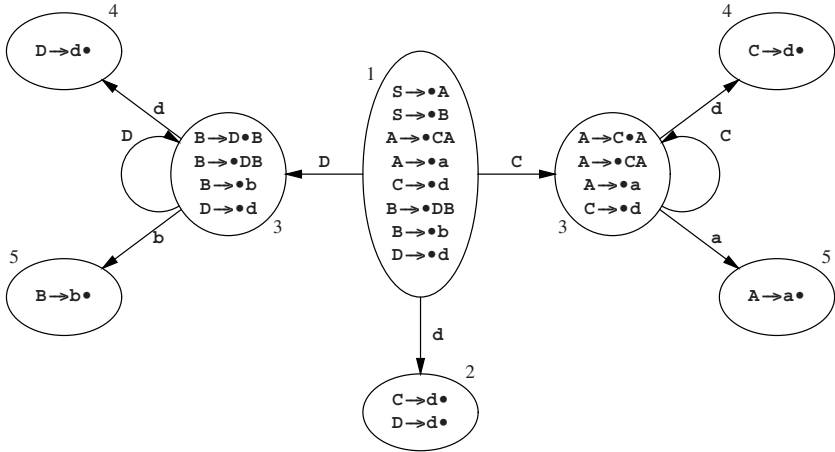 4
D→d•
d
D
B→D•B
B→•DB
B→•b
D→•d
3
b
5
B→b•
D
1
S→•A
S→•B
A→•CA
A→•a
C→•d
B→•DB
B→•b
D→•d
d
2
C→d•
D→d•
C
4
C→d•
d
C
A→C•A
A→•CA
A→•a
C→•d
3
a
5
A→a•